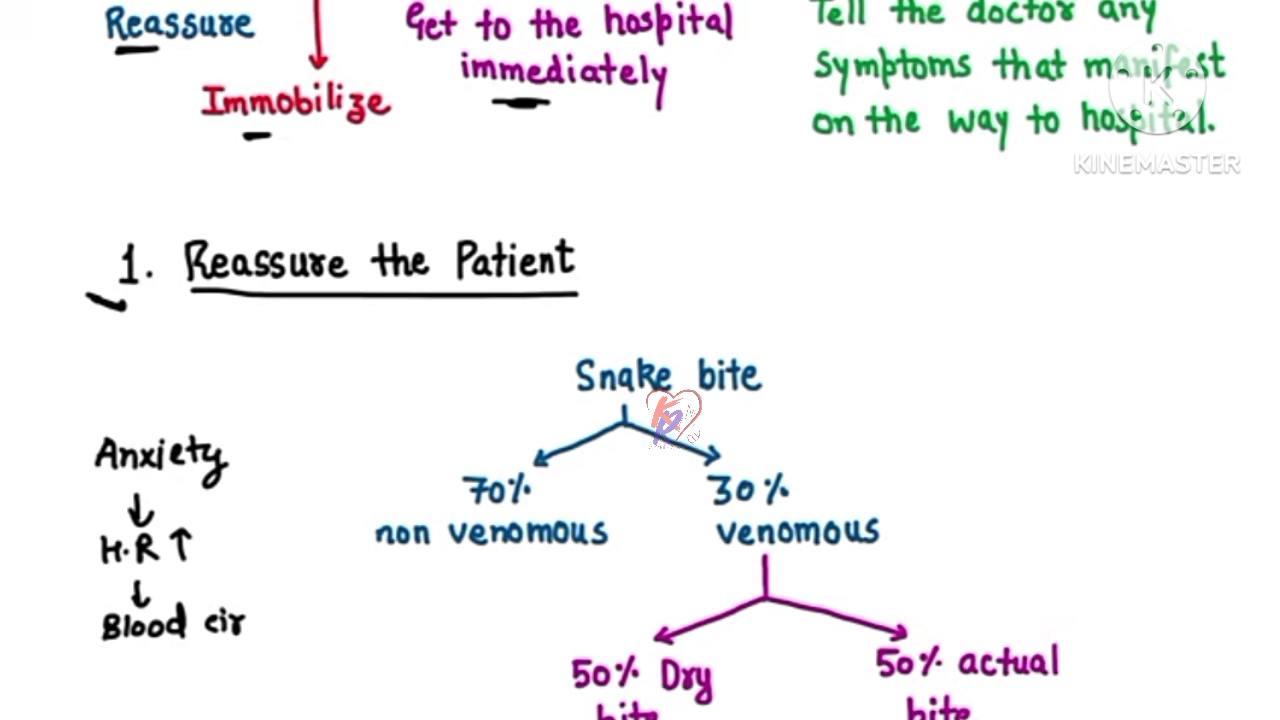 Reassure
Immobilize
Get to the hospital
immediately
Tell the doctor any
symptoms that manifest
on the way to hospital.
KINEMASTER
1. Reassure the Patient
Snake bite
70%
non venomous
30%
venomous
50% Dry
bite
50% actual
bite
Anxiety
↓
H.R ↑
↓
Blood cir